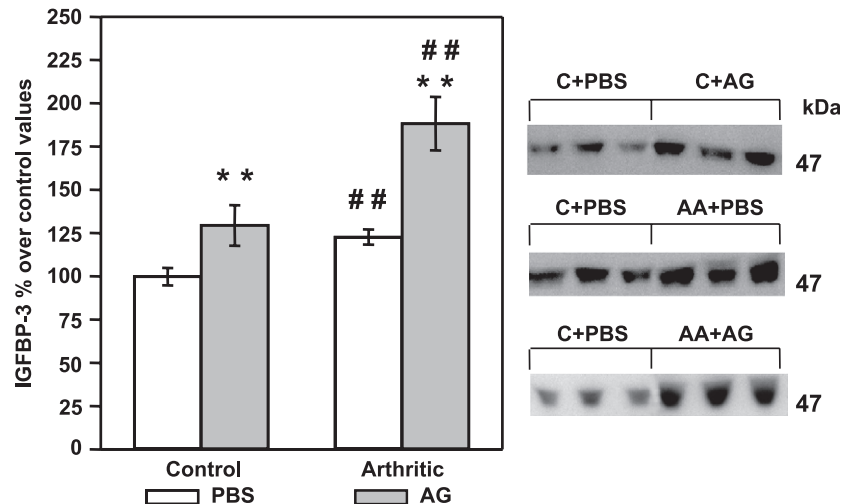 IGFBP-3 % over control values
250
225
200
175
150
125
100
75
50
25
0
* *
# #
# #
* *
Control Arthritic
PBS AG
C+PBS C+AG
kDa
47
C+PBS AA+PBS
47
C+PBS AA+AG
47